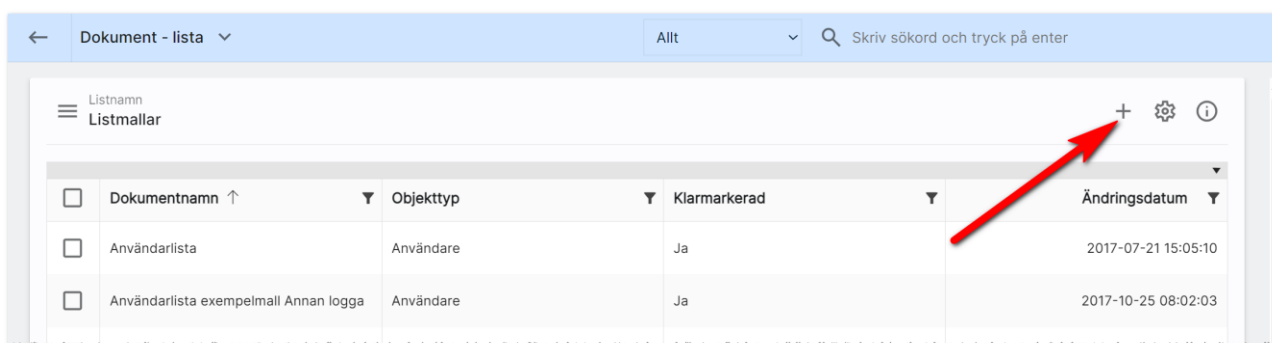 Dokument - lista
Allt
Skriv sökord och tryck på enter
Listnamn
Listmallar
Dokumentnamn Objekttyp Klarmarkerad Ändringsdatum
Användarlista Användare Ja 2017-07-21 15:05:10
Användarlista exempelmall Annan logga Användare Ja 2017-10-25 08:02:03